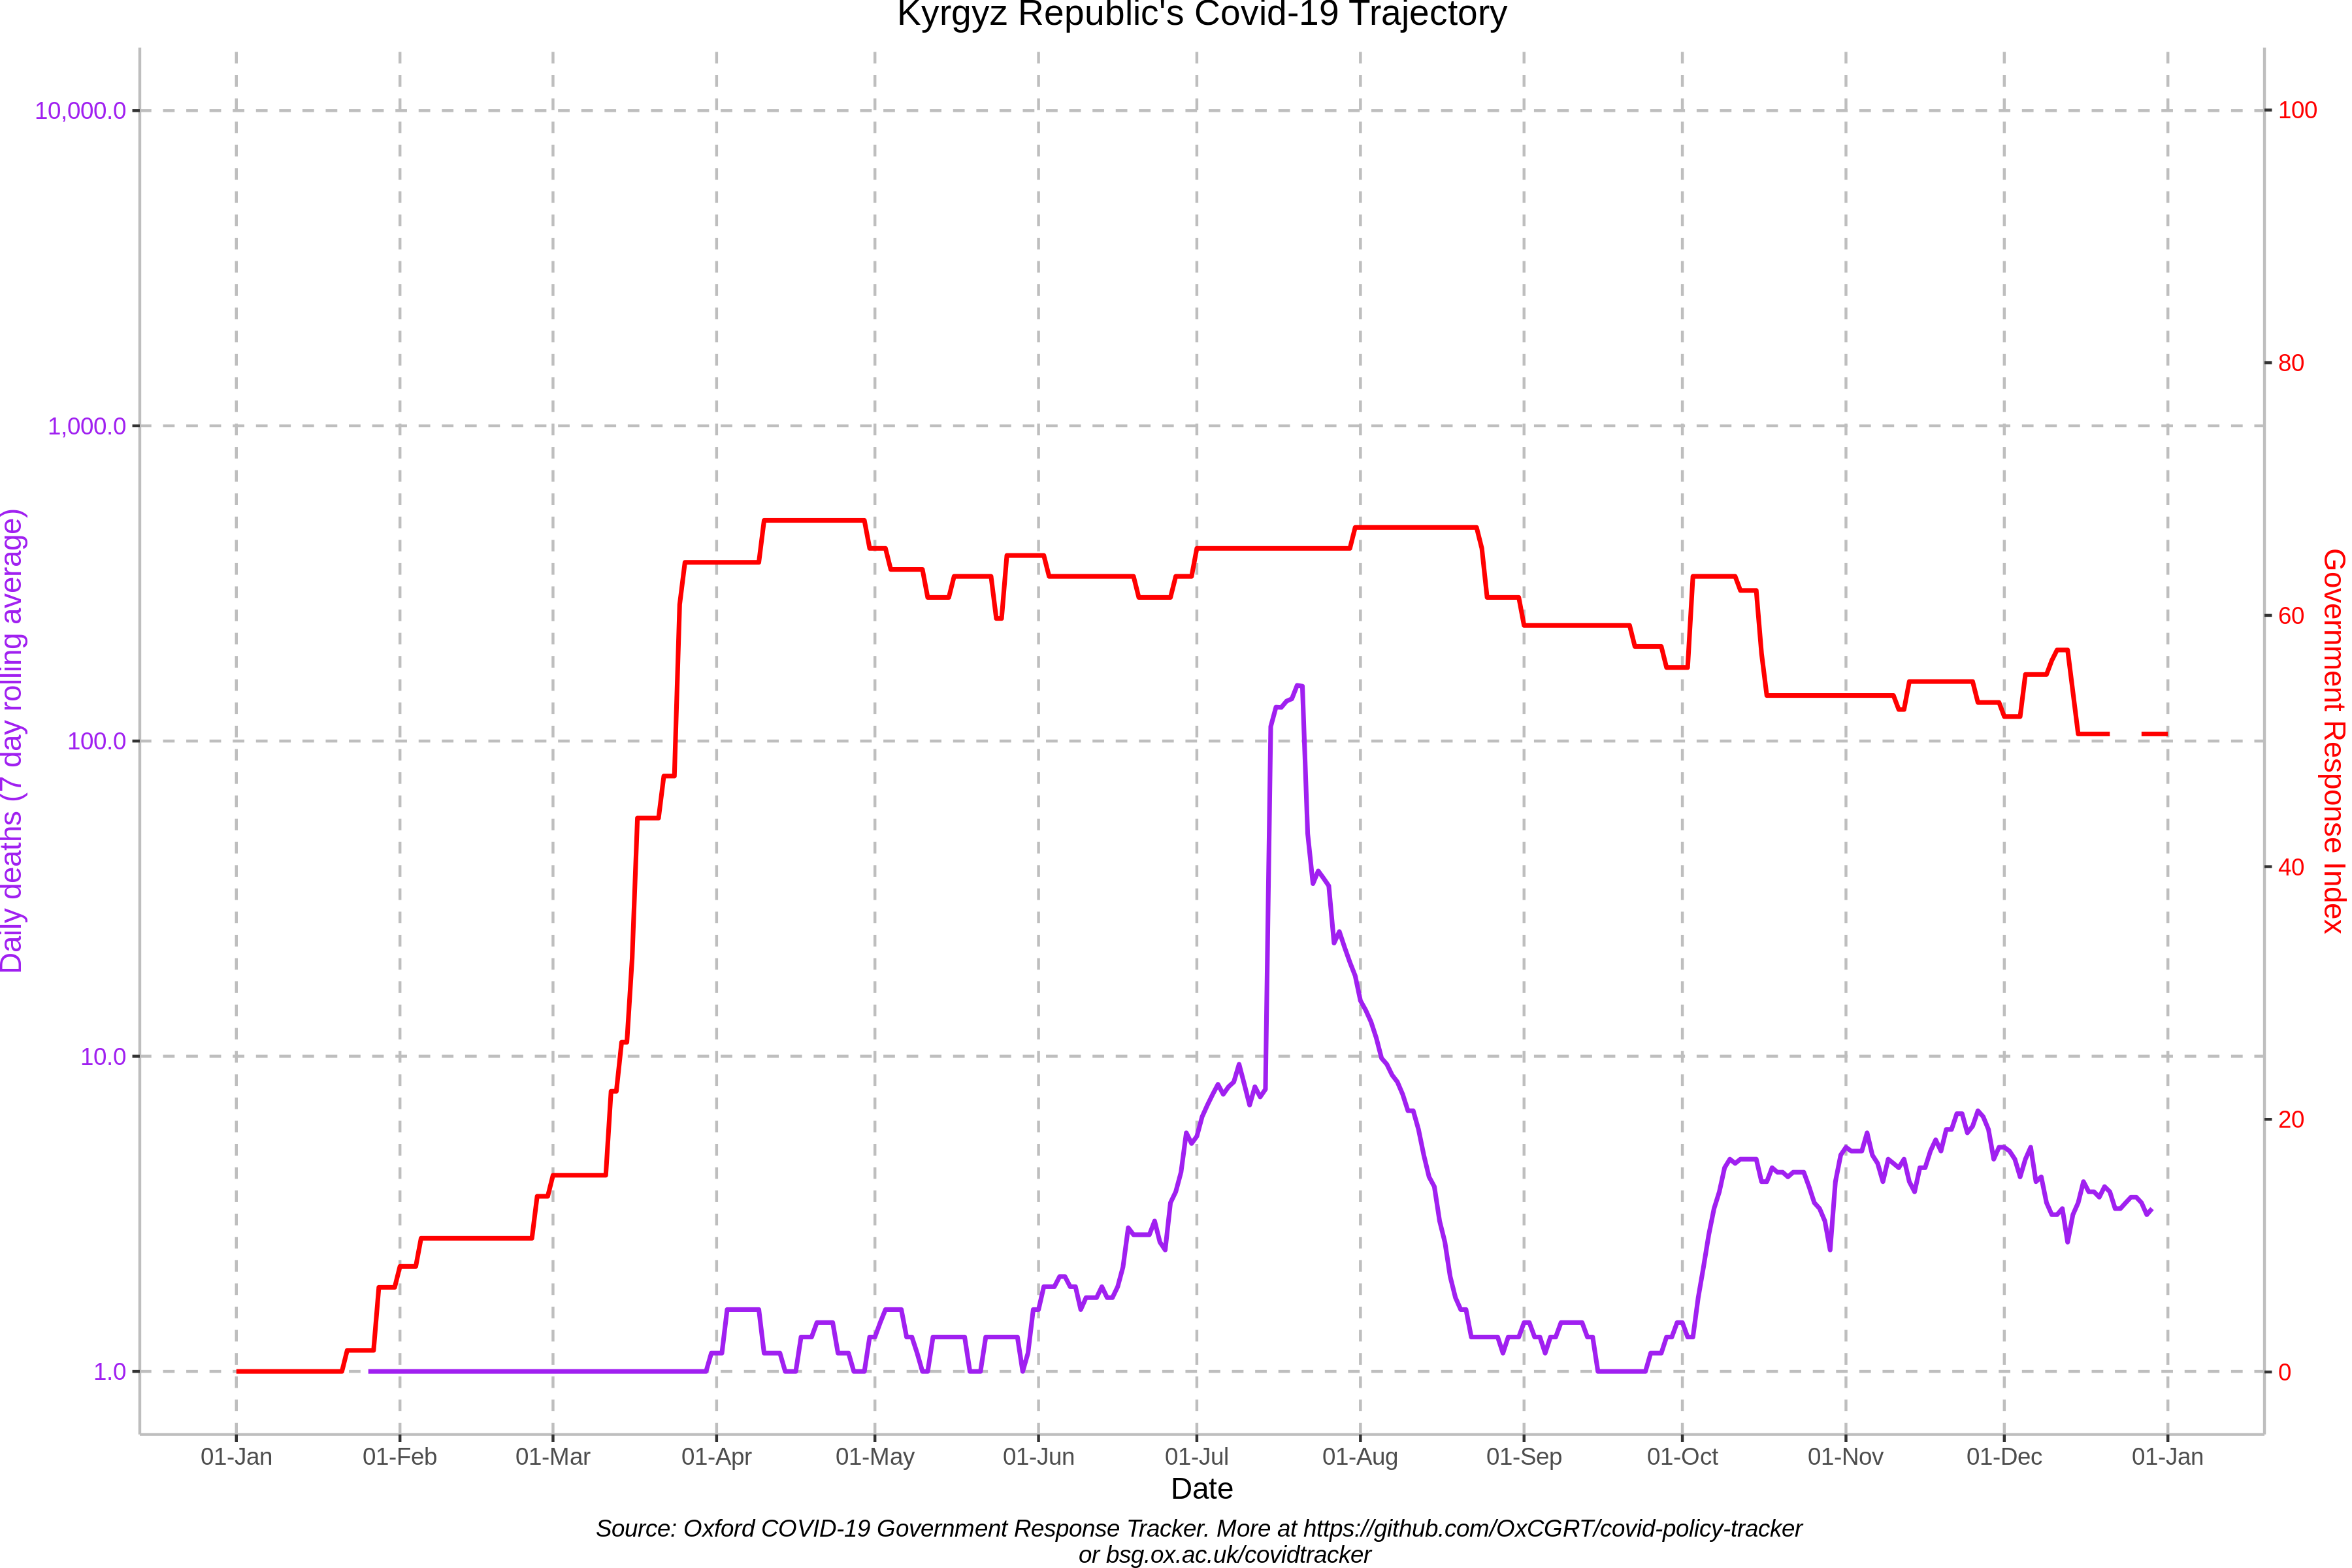 Kyrgyz Republic's Covid-19 Trajectory
10,000.0
1,000.0
100.0
10.0
1.0
Daily deaths (7 day rolling average)
100
80
60
40
20
0
Government Response Index
01-Jan 01-Feb 01-Mar 01-Apr 01-May 01-Jun 01-Jul 01-Aug 01-Sep 01-Oct 01-Nov 01-Dec 01-Jan
Date
Source: Oxford COVID-19 Government Response Tracker. More at https://github.com/OxCGRT/covid-policy-tracker
or bsg.ox.ac.uk/covidtracker